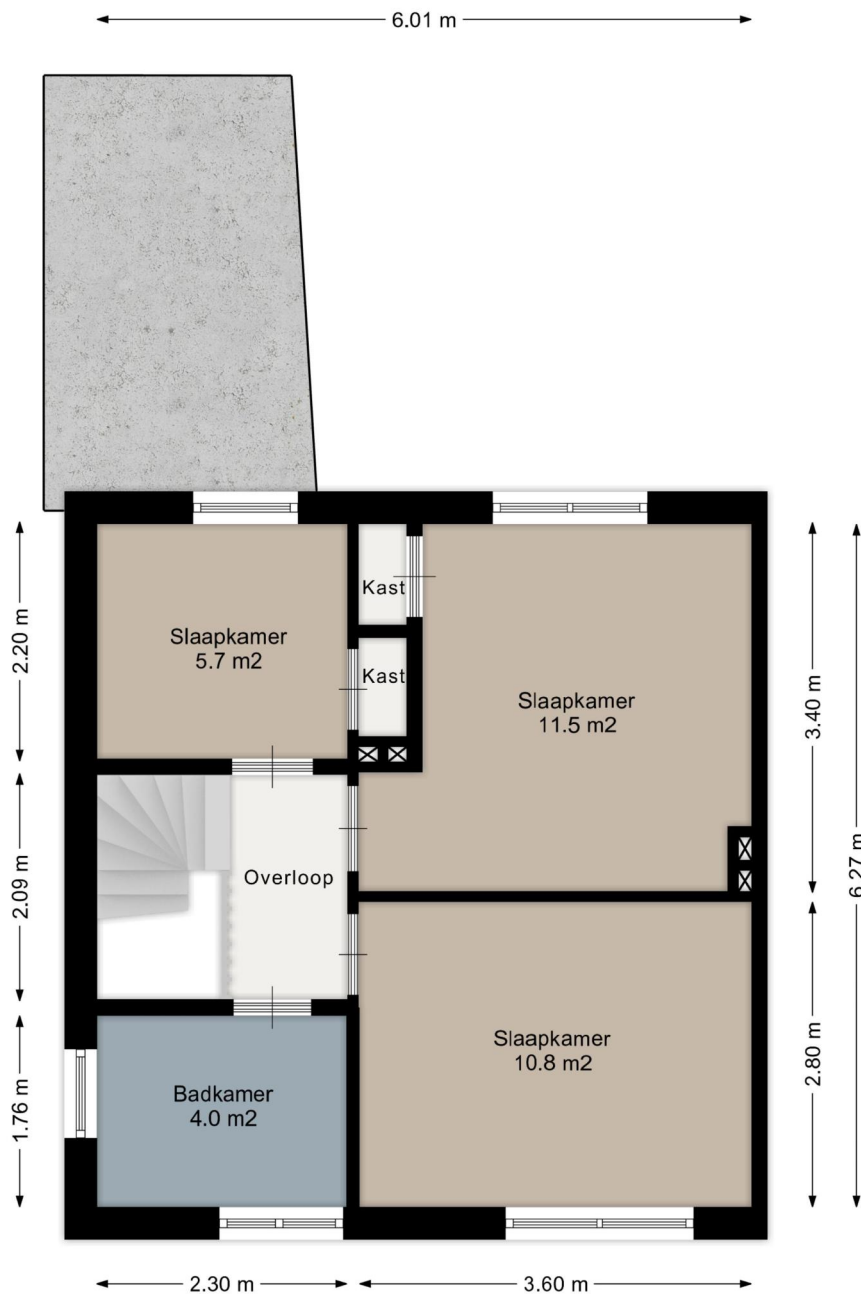 6.01 m
Kast
Slaapkamer
5.7 m2
2.20 m
Kast
Slaapkamer
11.5 m2
3.40 m
Overloop
2.09 m
6.27 m
Slaapkamer
10.8 m2
2.80 m
Badkamer
4.0 m2
1.76 m
2.30 m
3.60 m